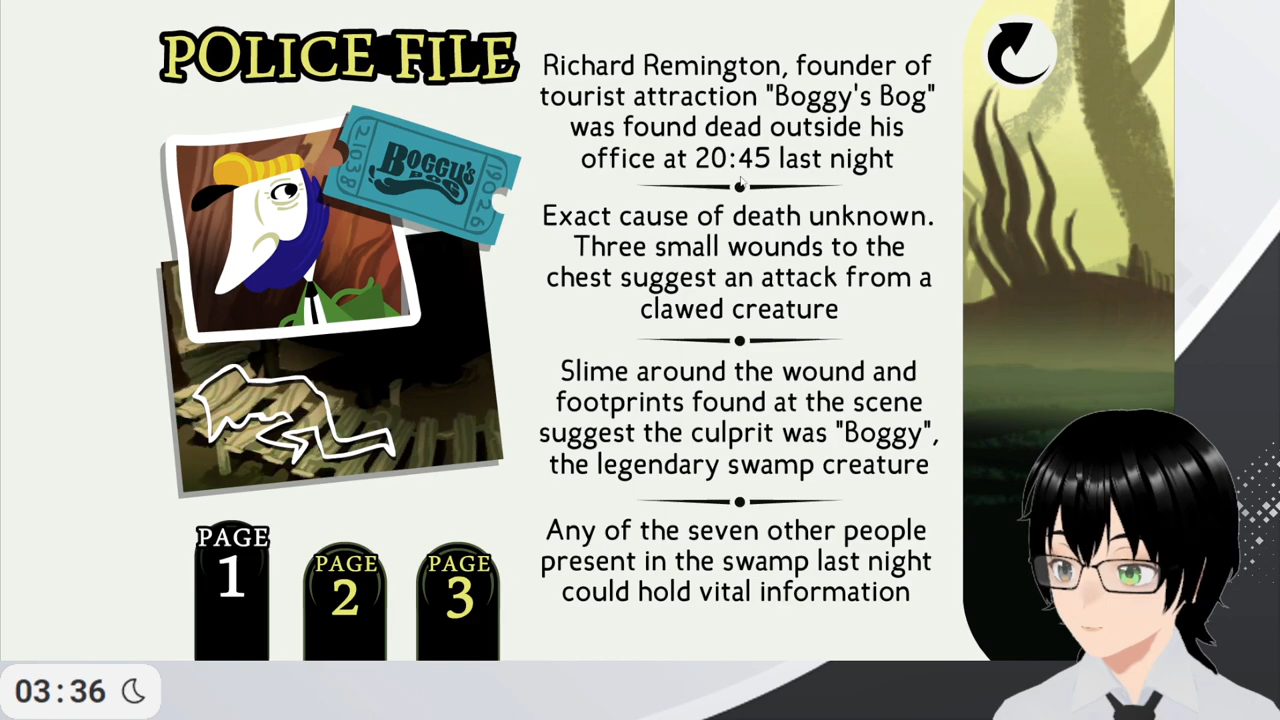 POLICE FILE
Richard Remington, founder of
tourist attraction "Boggy's Bog"
was found dead outside his
office at 20:45 last night
21038
BOGGY'S
BOG
19026
Exact cause of death unknown.
Three small wounds to the
chest suggest an attack from a
clawed creature
Slime around the wound and
footprints found at the scene
suggest the culprit was "Boggy",
the legendary swamp creature
Any of the seven other people
present in the swamp last night
could hold vital information
PAGE
1
PAGE
2
PAGE
3
03:36